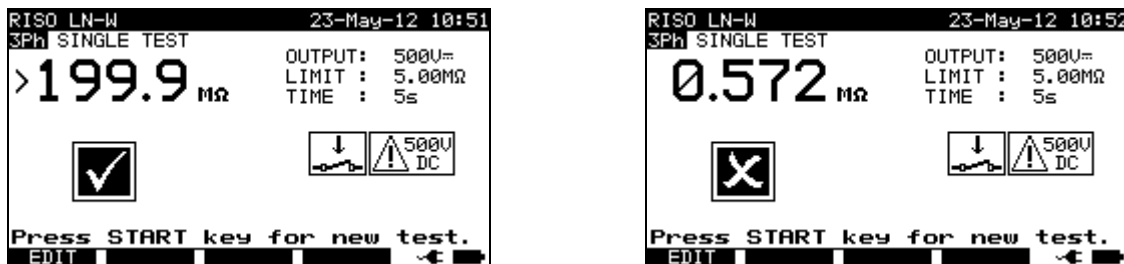 RISO LN-W 23-May-12 10:51
3Ph SINGLE TEST
OUTPUT: 500V=
>199.9 MΩ
LIMIT : 5.00MΩ
TIME : 5s
500V
DC
Press START key for new test.
EDIT
RISO LN-W 23-May-12 10:52
3Ph SINGLE TEST
OUTPUT: 500V=
0.572 MΩ
LIMIT : 5.00MΩ
TIME : 5s
500V
DC
Press START key for new test.
EDIT